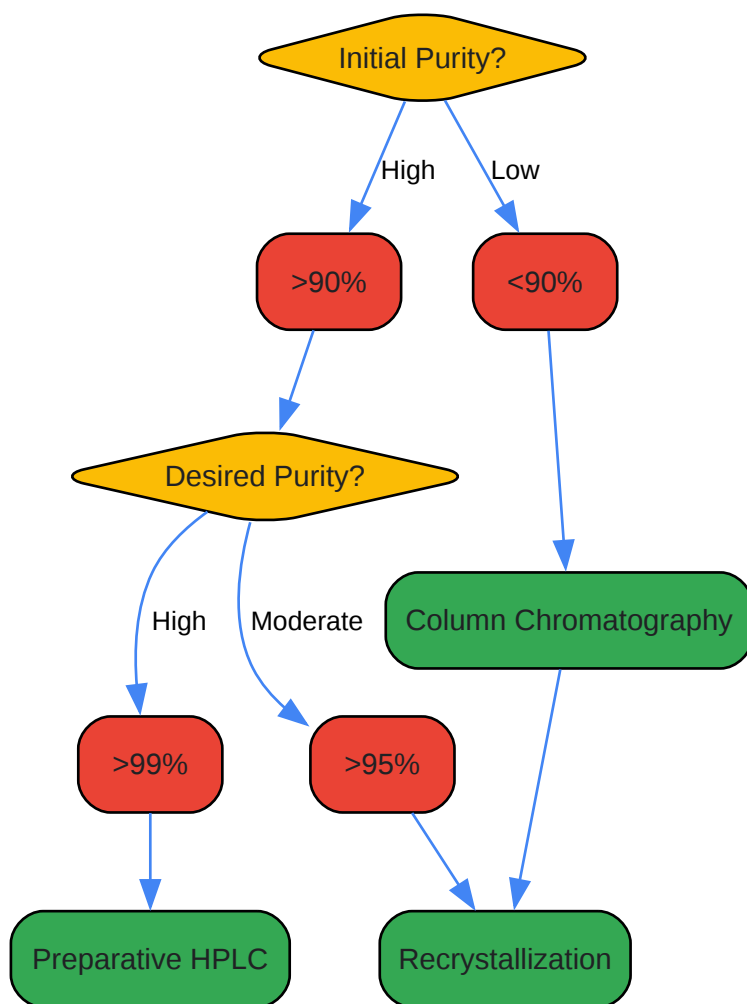 Initial Purity?
High
Low
>90%
<90%
Desired Purity?
High
Moderate
Column Chromatography
>99%
>95%
Preparative HPLC
Recrystallization